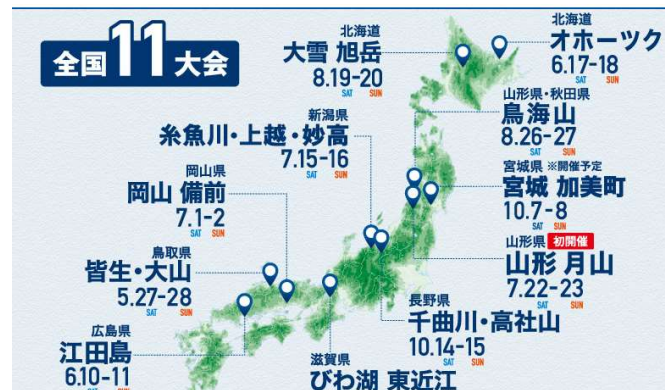 全国11大会
北海道
大雪 旭岳
8.19-20
SAT SUN
北海道
オホーツク
6.17-18
SAT SUN
山形県・秋田県
鳥海山
8.26-27
SAT SUN
新潟県
糸魚川・上越・妙高
7.15-16
SAT SUN
宮城県 ※開催予定
宮城 加美町
10.7-8
SAT SUN
岡山県
岡山 備前
7.1-2
SAT SUN
山形県 初開催
山形 月山
7.22-23
SAT SUN
鳥取県
皆生・大山
5.27-28
SAT SUN
長野県
千曲川・高社山
10.14-15
SAT SUN
広島県
江田島
6.10-11
滋賀県
びわ湖 東近江